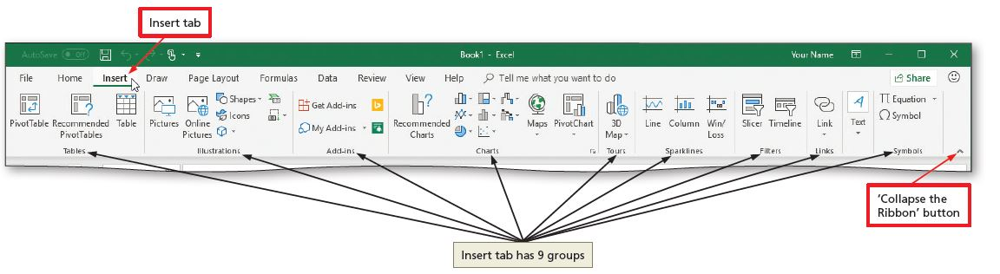 Insert tab
AutoSave Off
Book1 - Excel
Your Name
File Home Insert Draw Page Layout Formulas Data Review View Help Tell me what you want to do Share
PivotTable Recommended PivotTables Table
Tables
Pictures Online Pictures Shapes Icons
Illustrations
Get Add-ins
My Add-ins
Add-ins
Recommended Charts Maps PivotChart
Charts
3D Map
Tours
Line Column Win/Loss
Sparklines
Slicer Timeline
Filters
Link
Links
Text
Equation
Symbol
Symbols
'Collapse the
Ribbon' button
Insert tab has 9 groups